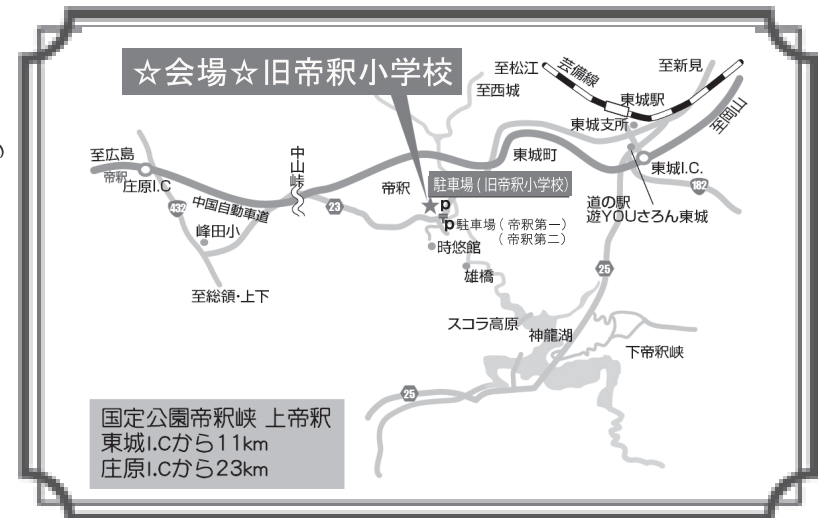 ☆会場☆旧帝釈小学校
至松江
芸備線
至新見
至西城
東城駅
東城支所
至岡山
の
至広島
帝釈
庄原I.C
中山峠
東城町
東城I.C.
182
帝釈
駐車場(旧帝釈小学校)
432
中国自動車道
23
★p
p駐車場(帝釈第一)
(帝釈第二)
道の駅
遊YOUさろん東城
峰田小
時悠館
雄橋
25
至総領・上下
スコラ高原
神龍湖
下帝釈峡
25
国定公園帝釈峡 上帝釈
東城I.Cから11km
庄原I.Cから23km